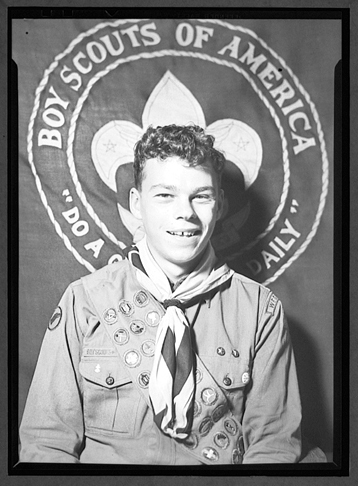 BOY SCOUTS OF AMERICA
"DO A G
DAILY"